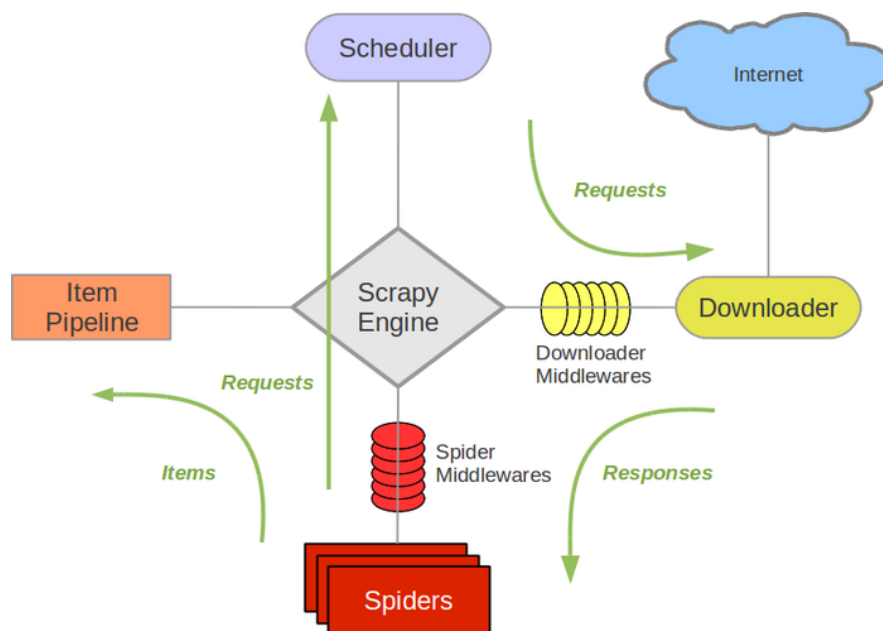 Scheduler
Internet
Requests
Item
Pipeline
Scrapy
Engine
Downloader
Downloader
Middlewares
Requests
Spider
Middlewares
Items
Responses
Spiders